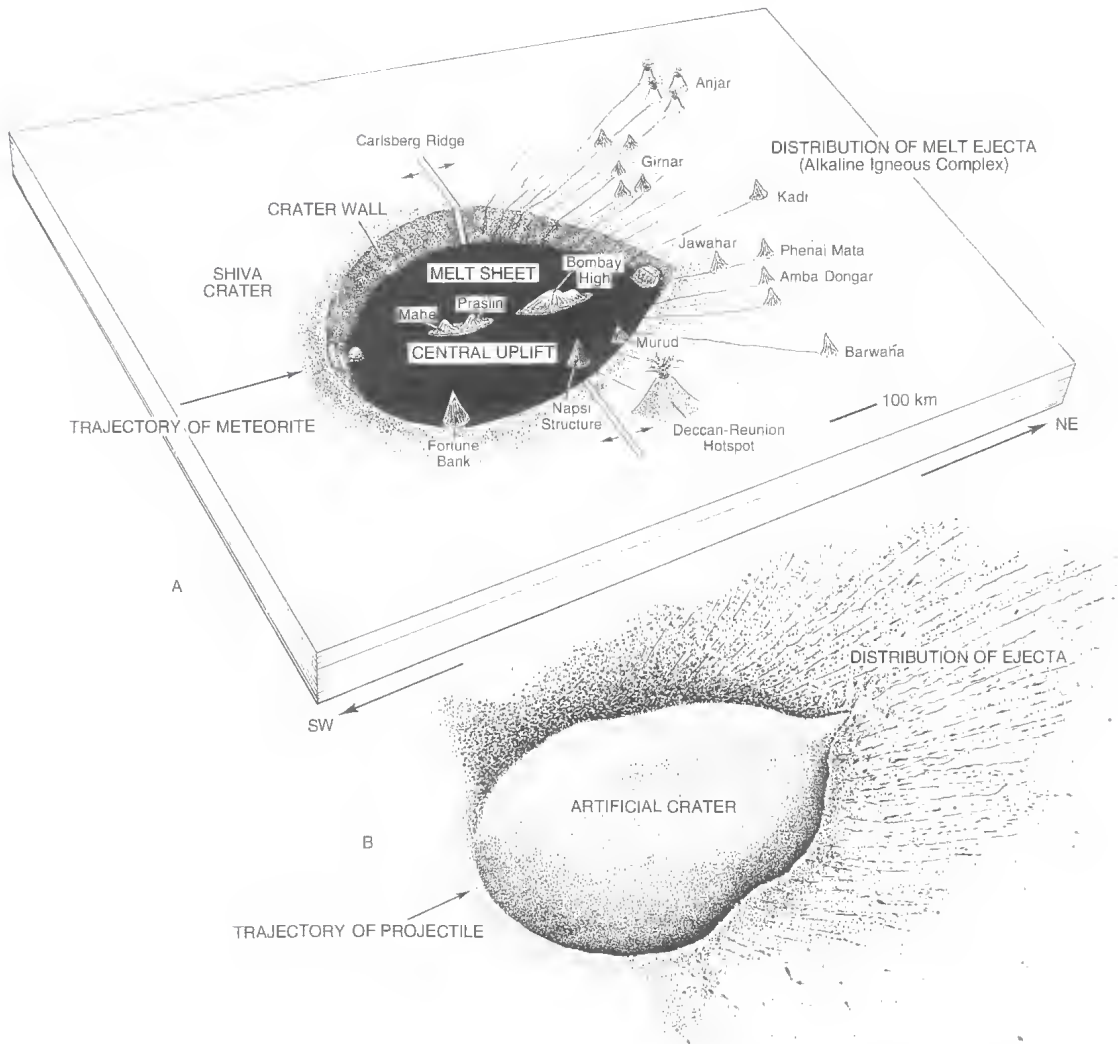 Anjar
Carlsberg Ridge
DISTRIBUTION OF MELT EJECTA
(Alkaline Igneous Complex)
Girnar
Kadi
CRATER WALL
Jawahar
Phenai Mata
SHIVA
CRATER
MELT SHEET
Bombay
High
Amba Dongar
Mahe
Praslin
Murud
Barwaha
CENTRAL UPLIFT
TRAJECTORY OF METEORITE
Napsi
Structure
100 km
Fortune
Bank
Deccan-Reunion
Hotspot
NE
A
SW
DISTRIBUTION OF EJECTA
ARTIFICIAL CRATER
B
TRAJECTORY OF PROJECTILE